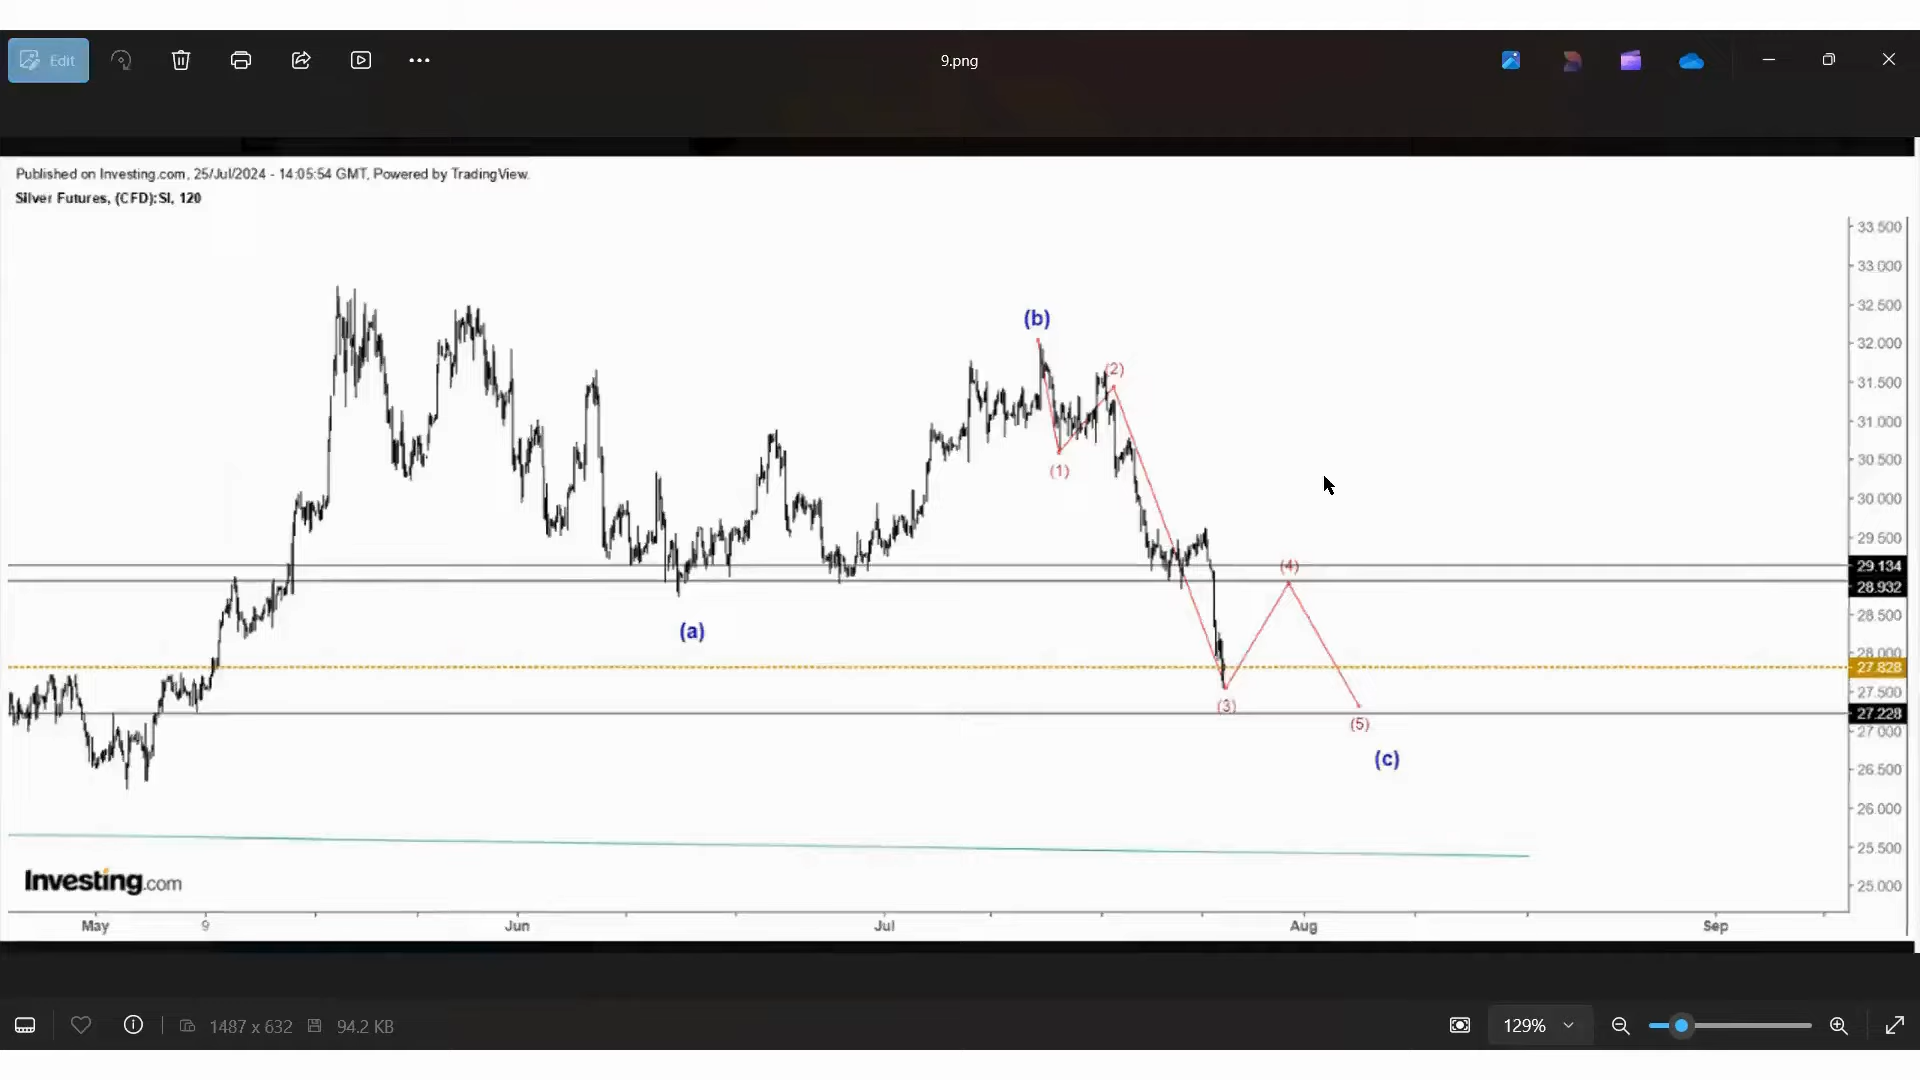 Edit
9.png
Published on Investing.com, 25/Jul/2024 - 14:05:54 GMT, Powered by TradingView.
Silver Futures, (CFD):SI, 120
33.500
33.000
32.500
(b)
32.000
(2)
31.500
31.000
(1)
30.500
30.000
29.500
(4)
29.134
28.932
28.500
(a)
28.000
27.828
27.500
(3)
27.228
(5)
27.000
(c)
26.500
26.000
25.500
Investing.com
25.000
May 9 Jun Jul Aug Sep
1487 x 632 94.2 KB 129%